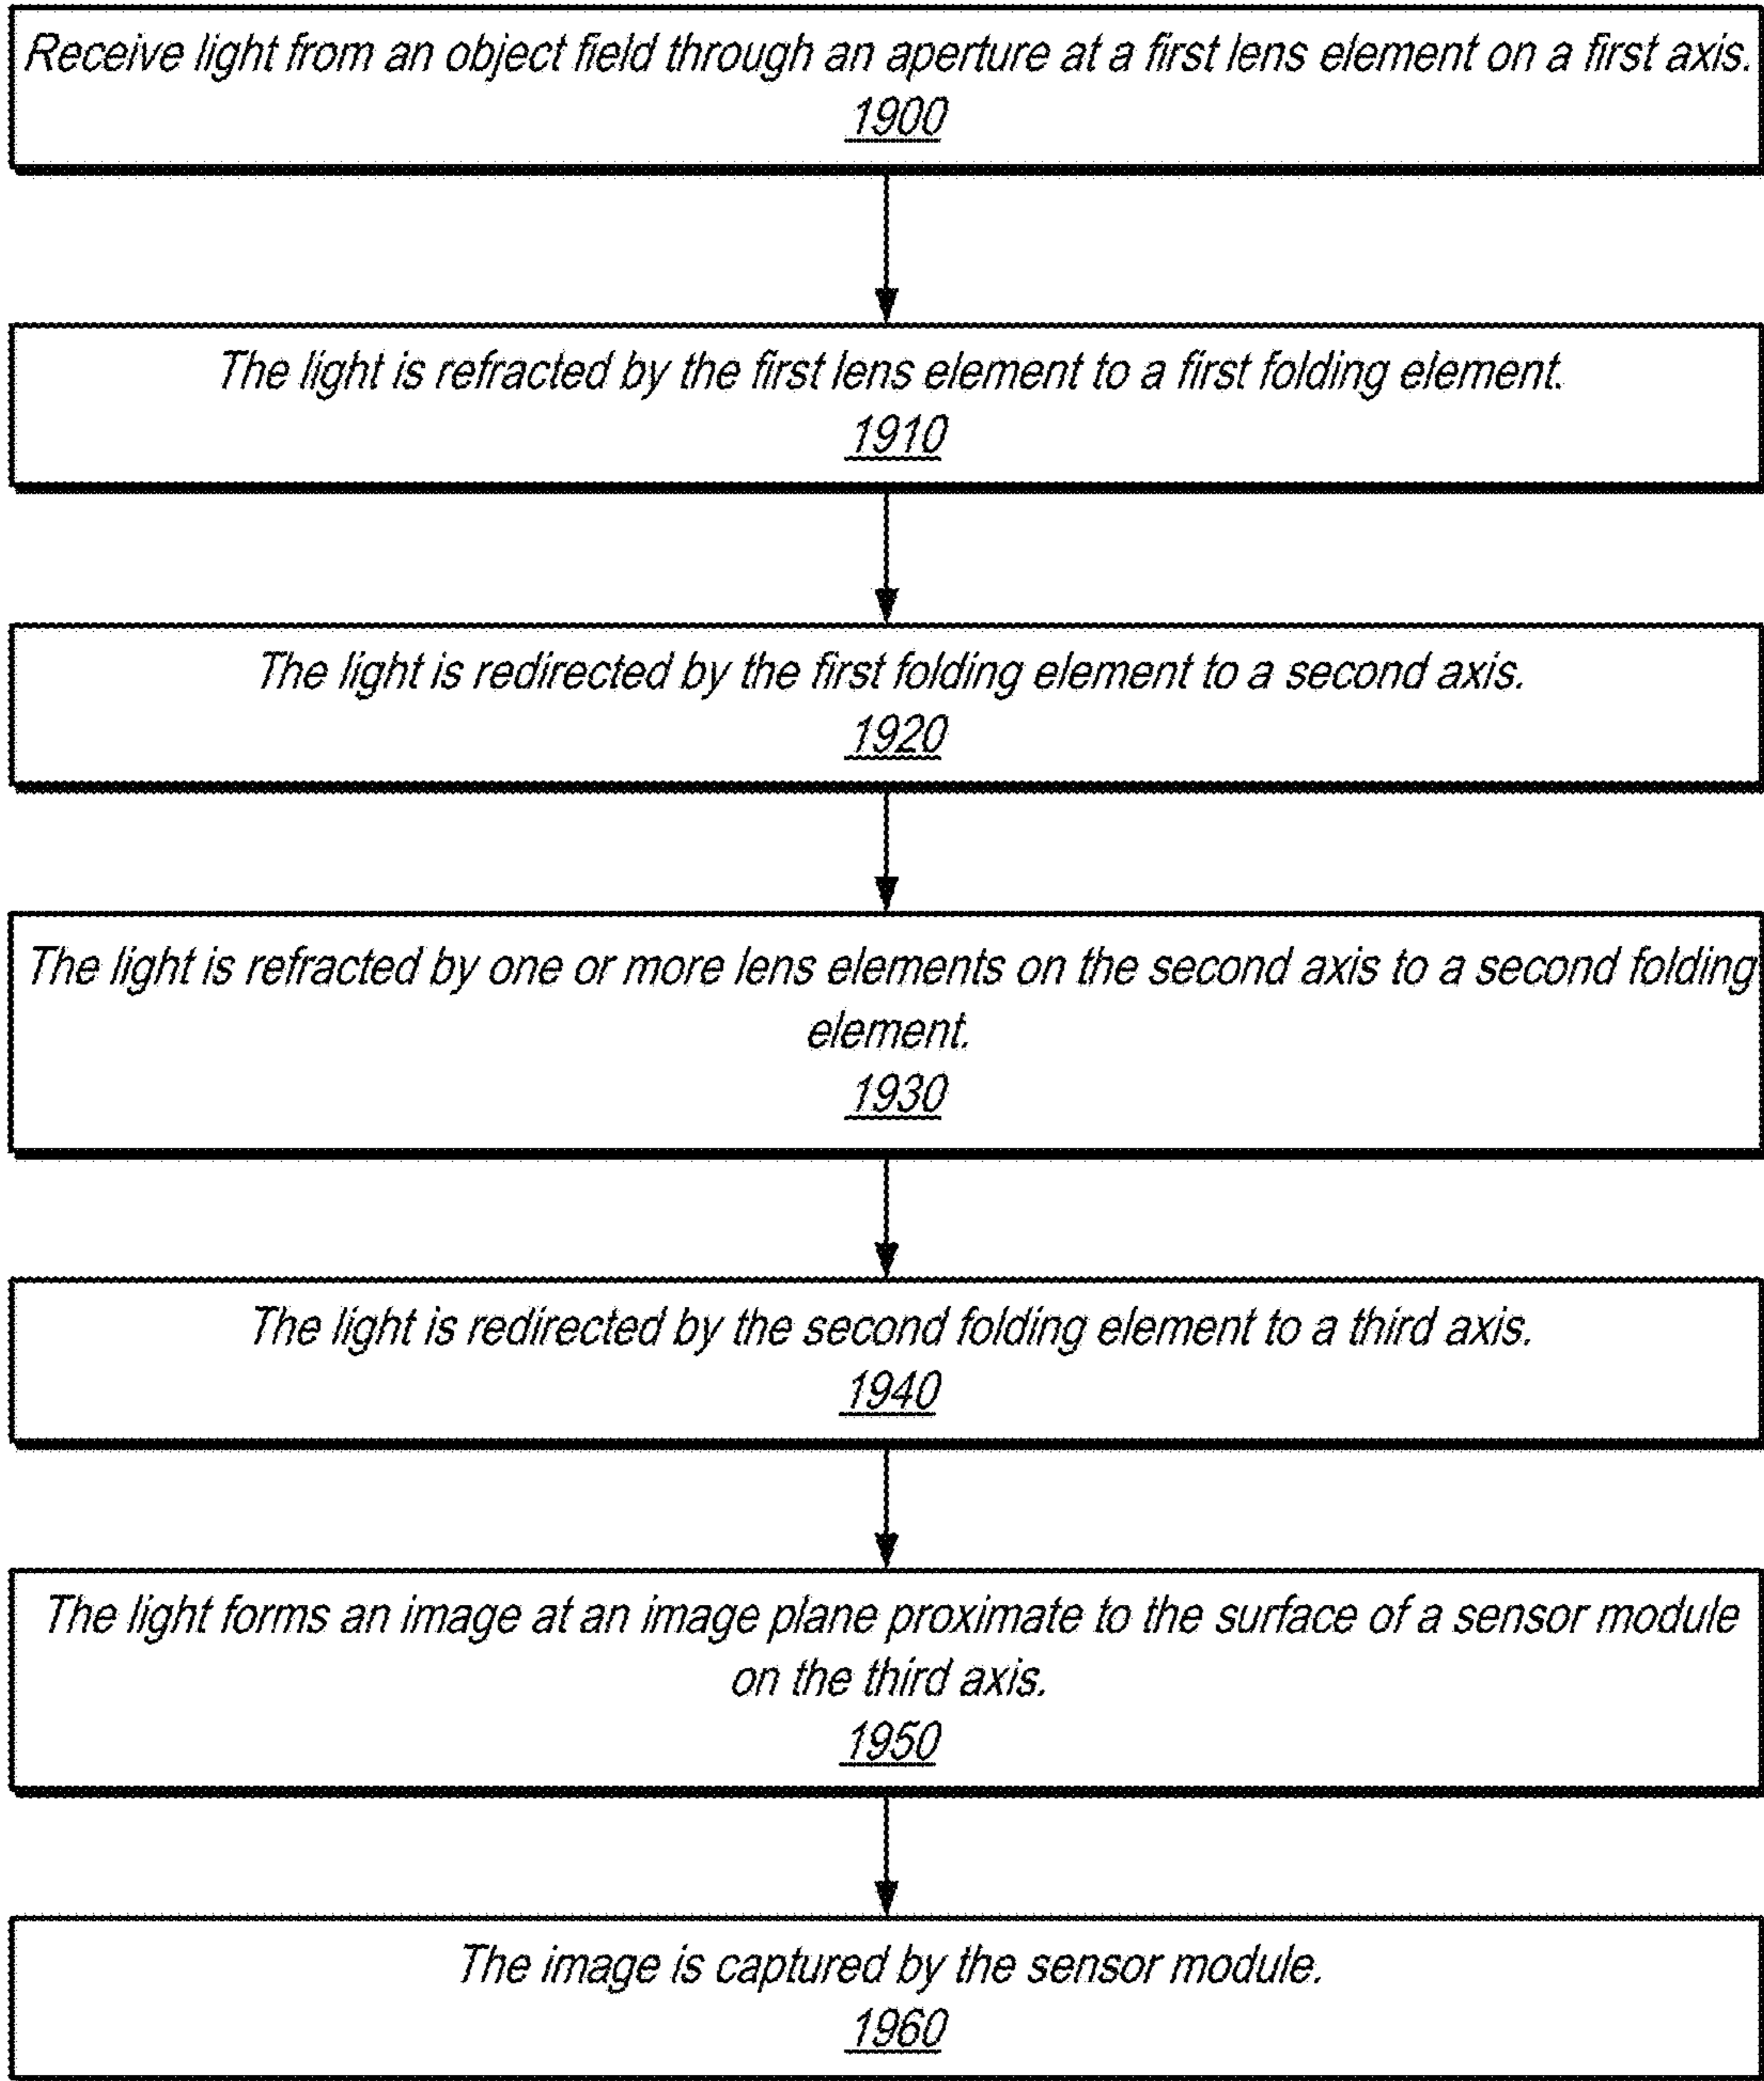 Receive light from an object field through an aperture at a first lens element on a first axis.
1900
The light is refracted by the first lens element to a first folding element.
1910
The light is redirected by the first folding element to a second axis.
1920
The light is refracted by one or more lens elements on the second axis to a second folding
element.
1930
The light is redirected by the second folding element to a third axis.
1940
The light forms an image at an image plane proximate to the surface of a sensor module
on the third axis.
1950
The image is captured by the sensor module.
1960